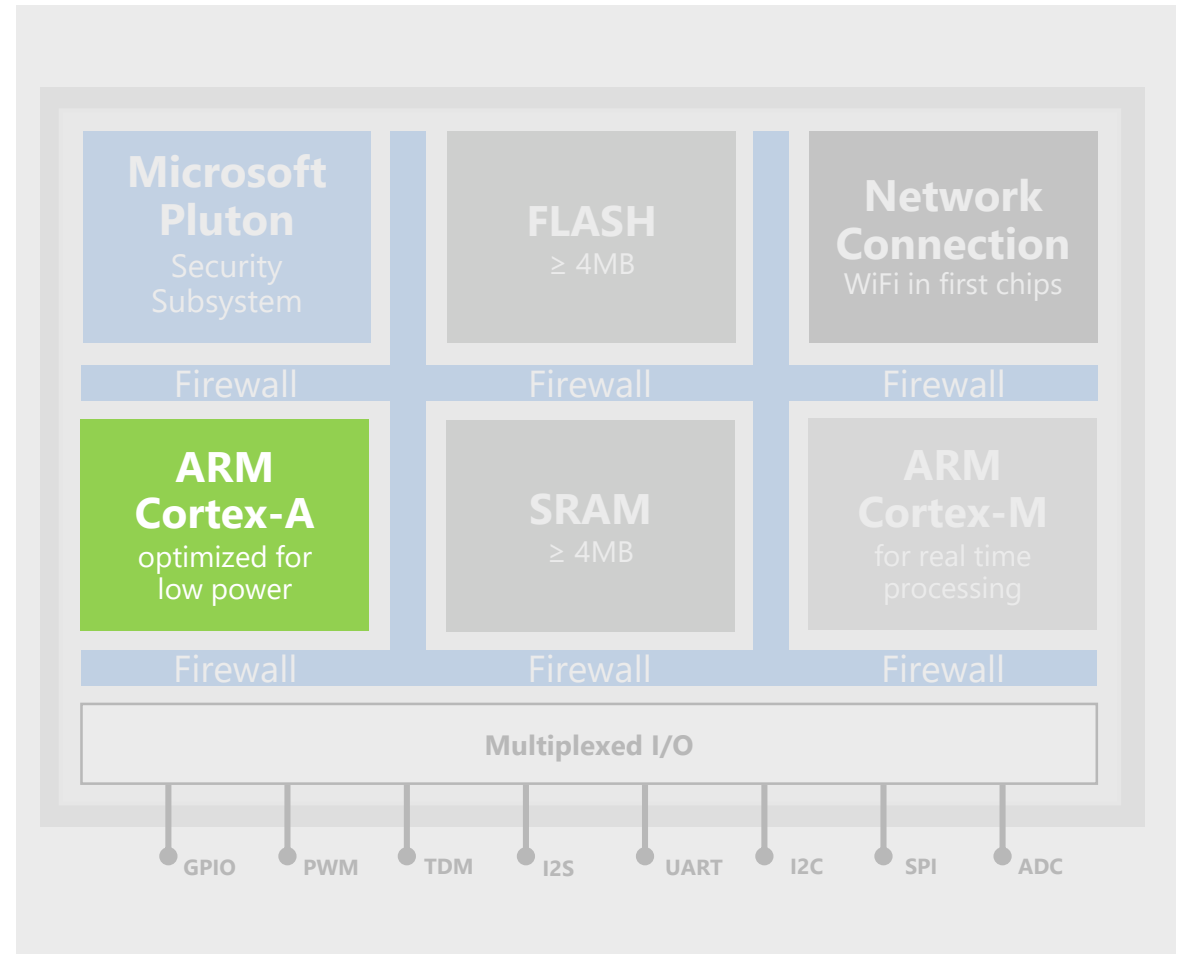 Microsoft
Pluton
Security
Subsystem
FLASH
≥ 4MB
Network
Connection
WiFi in first chips
Firewall
Firewall
Firewall
ARM
Cortex-A
optimized for
low power
SRAM
≥ 4MB
ARM
Cortex-M
for real time
processing
Firewall
Firewall
Firewall
Multiplexed I/O
GPIO
PWM
TDM
I2S
UART
I2C
SPI
ADC